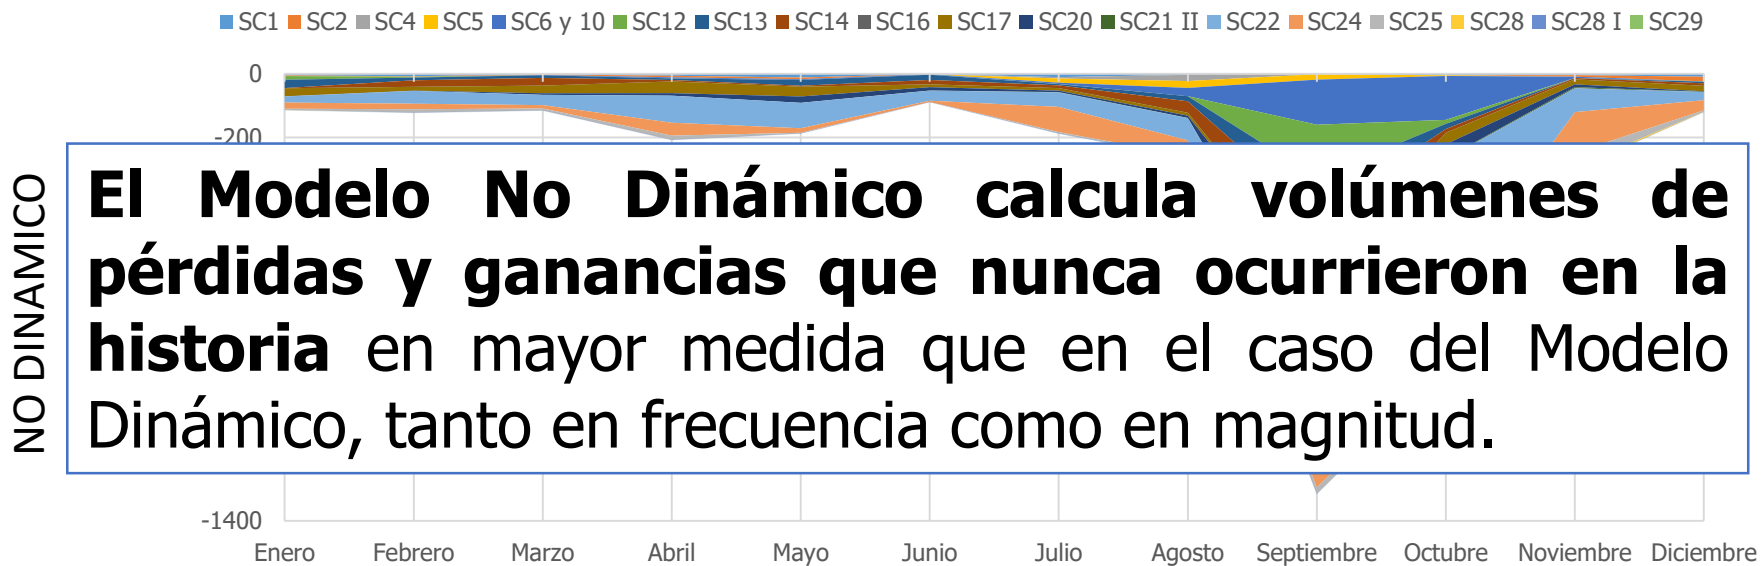 SC1 SC2 SC4 SC5 SC6 y 10 SC12 SC13 SC14 SC16 SC17 SC20 SC21 II SC22 SC24 SC25 SC28 SC28 I SC29
0
-200
NO DINAMICO
El Modelo No Dinámico calcula volúmenes de
pérdidas y ganancias que nunca ocurrieron en la
historia en mayor medida que en el caso del Modelo
Dinámico, tanto en frecuencia como en magnitud.
-1400
Enero Febrero Marzo Abril Mayo Junio Julio Agosto Septiembre Octubre Noviembre Diciembre